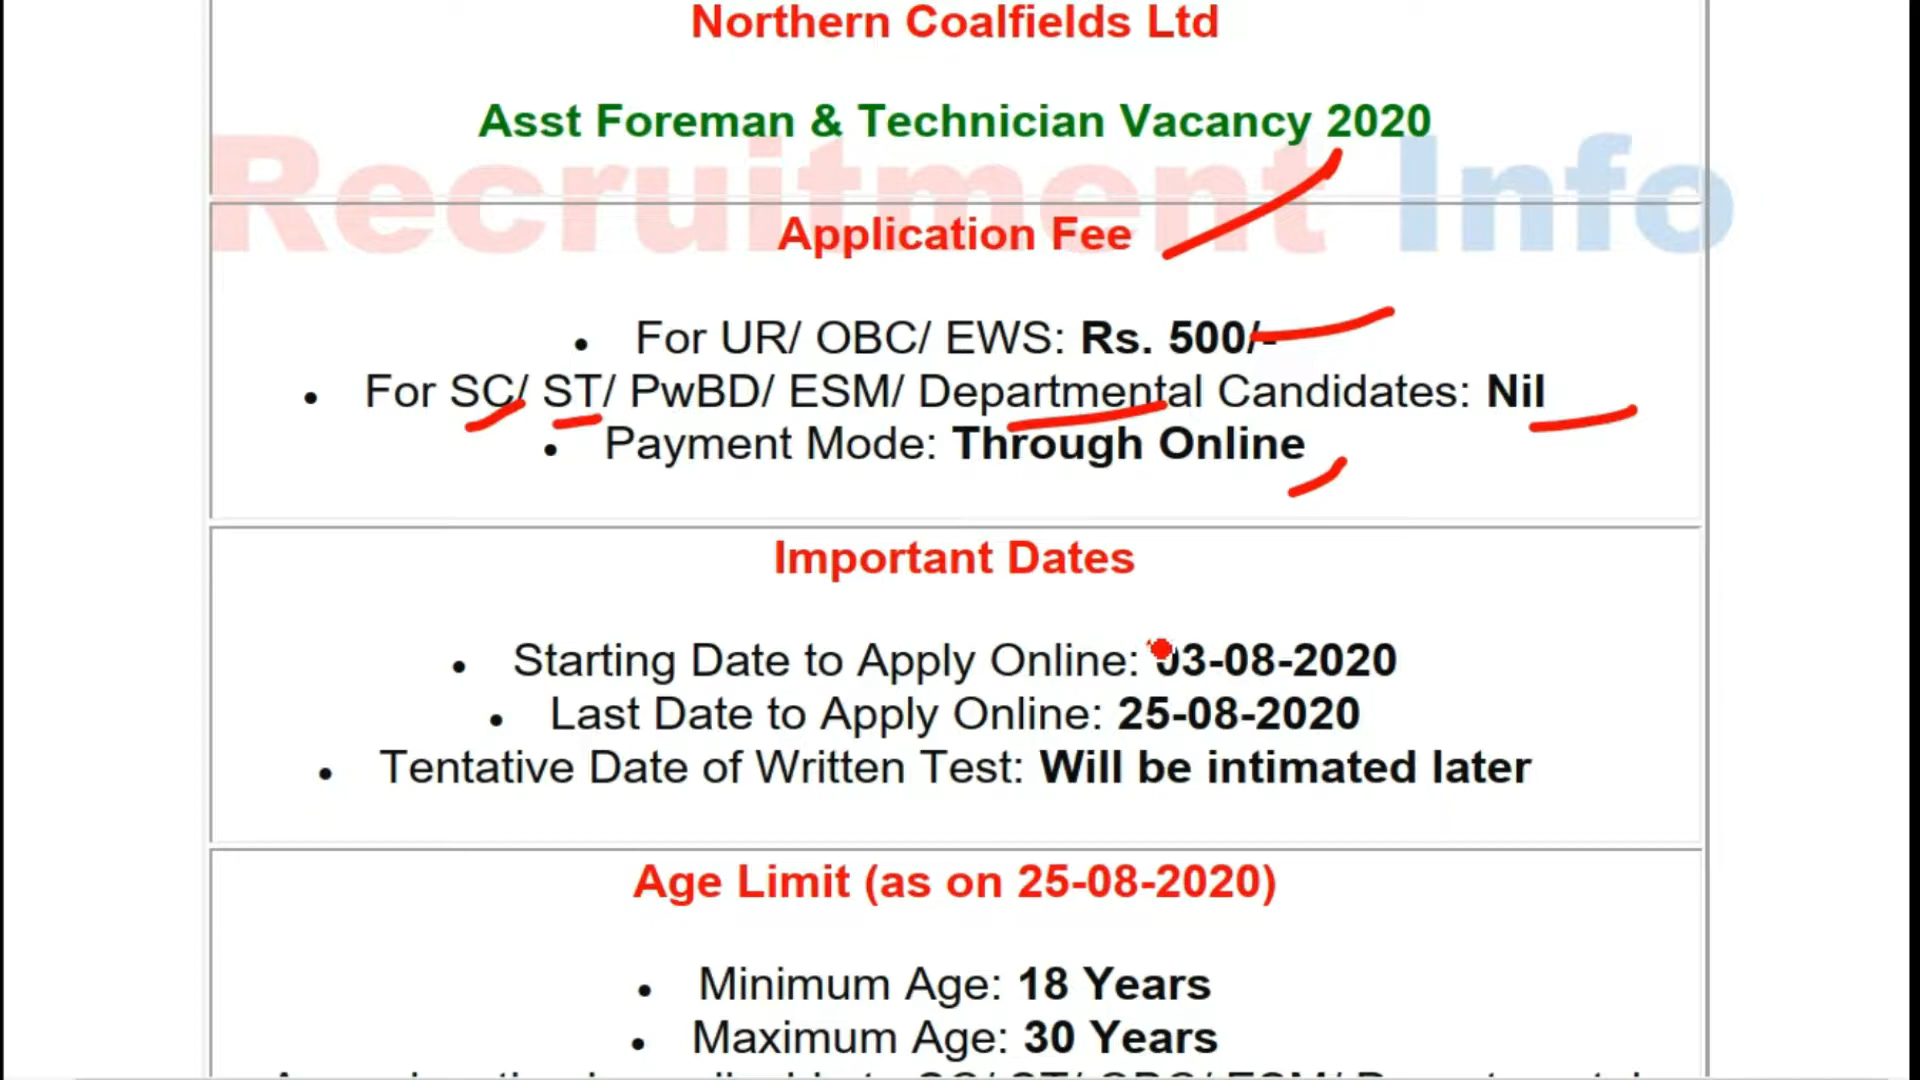 Northern Coalfields Ltd
Asst Foreman & Technician Vacancy 2020
Recruitment Info
Application Fee
• For UR/ OBC/ EWS: Rs. 500/-
• For SC/ ST/ PwBD/ ESM/ Departmental Candidates: Nil
• Payment Mode: Through Online
Important Dates
• Starting Date to Apply Online: 03-08-2020
• Last Date to Apply Online: 25-08-2020
• Tentative Date of Written Test: Will be intimated later
Age Limit (as on 25-08-2020)
• Minimum Age: 18 Years
• Maximum Age: 30 Years